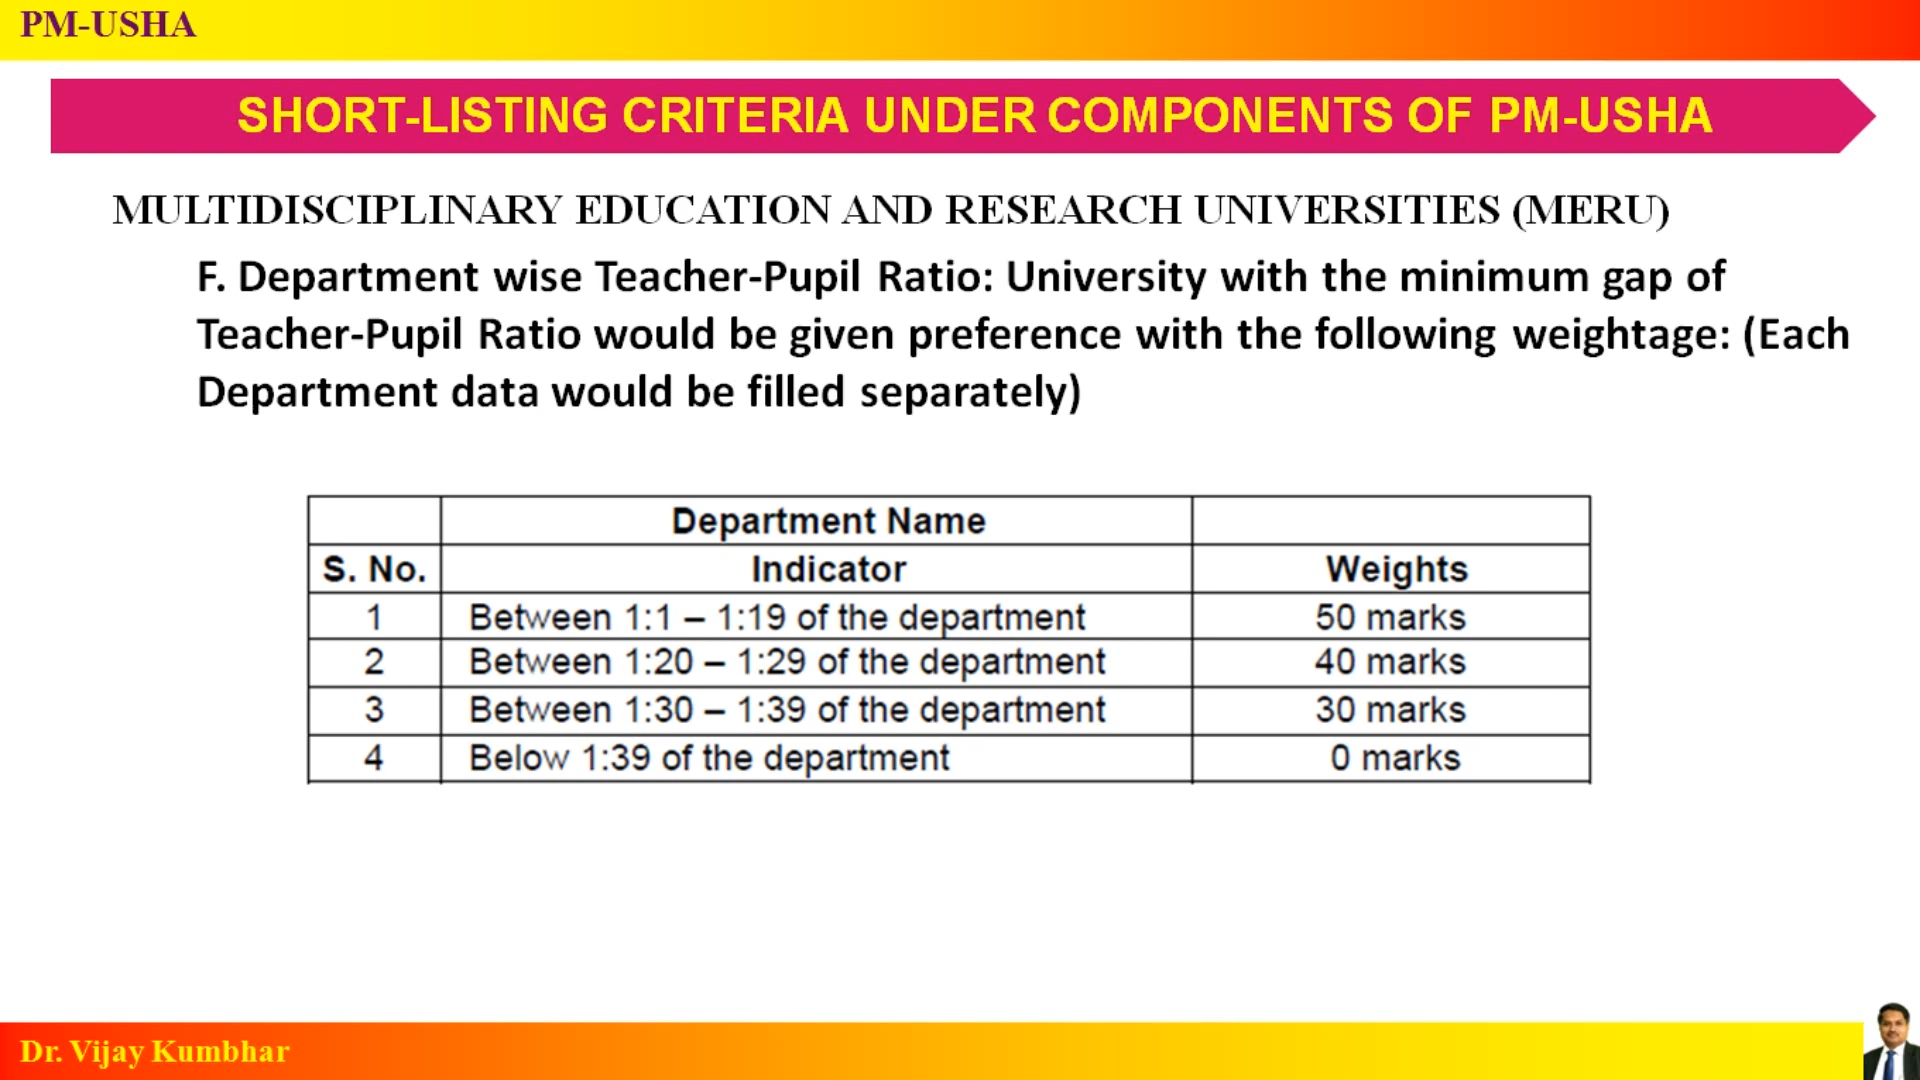 PM-USHA
SHORT-LISTING CRITERIA UNDER COMPONENTS OF PM-USHA
MULTIDISCIPLINARY EDUCATION AND RESEARCH UNIVERSITIES (MERU)
F. Department wise Teacher-Pupil Ratio: University with the minimum gap of
Teacher-Pupil Ratio would be given preference with the following weightage: (Each
Department data would be filled separately)
Department Name
S. No. Indicator Weights
1 Between 1:1 – 1:19 of the department 50 marks
2 Between 1:20 – 1:29 of the department 40 marks
3 Between 1:30 – 1:39 of the department 30 marks
4 Below 1:39 of the department 0 marks
Dr. Vijay Kumbhar